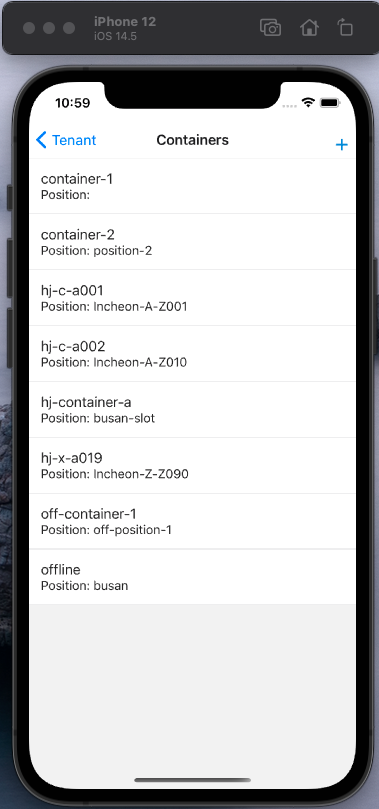 iPhone 12
iOS 14.5
10:59
Tenant
Containers
+
container-1
Position:
container-2
Position: position-2
hj-c-a001
Position: Incheon-A-Z001
hj-c-a002
Position: Incheon-A-Z010
hj-container-a
Position: busan-slot
hj-x-a019
Position: Incheon-Z-Z090
off-container-1
Position: off-position-1
offline
Position: busan